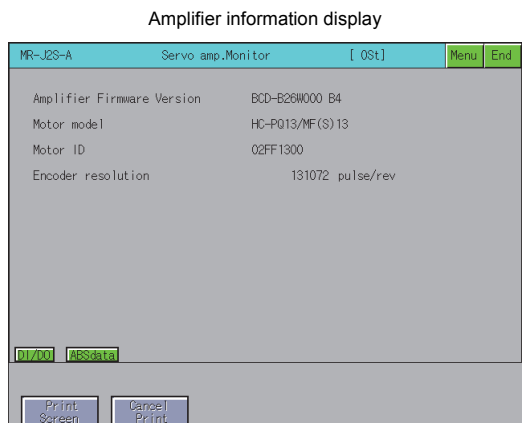 Amplifier information display
MR-J2S-A Servo amp.Monitor [ 0St] Menu End
Amplifier Firmware Version BCD-B26W000 B4
Motor model HC-PQ13/MF(S)13
Motor ID 02FF1300
Encoder resolution 131072 pulse/rev
DI/DO ABSdata
Print Cancel
Screen Print